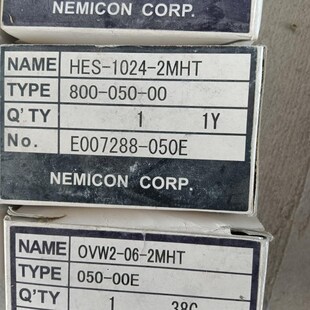 NEMICON CORP.
NAME HES-1024-2MHT
TYPE 800-050-00
Q'TY 1 1Y
No. E007288-050E
NEMICON CORP.
NAME OVW2-06-2MHT
TYPE 050-00E
Q'TY 1 38C